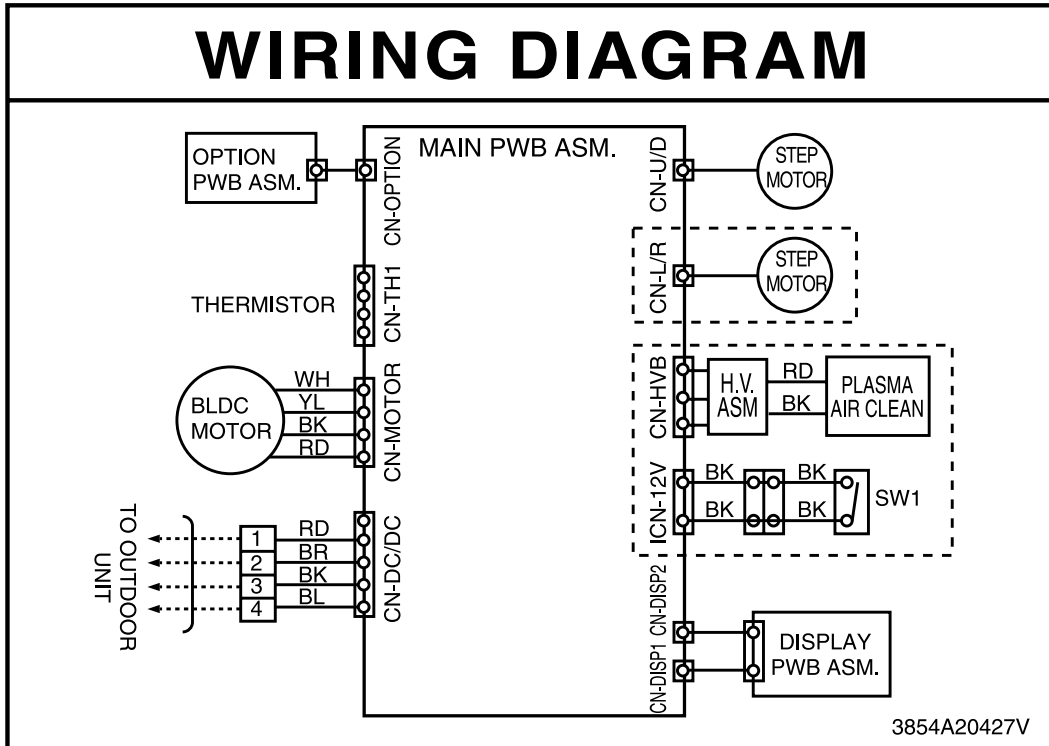 WIRING DIAGRAM
MAIN PWB ASM.
OPTION
PWB ASM.
CN-OPTION
THERMISTOR
CN-TH1
BLDC
MOTOR
WH
YL
BK
RD
CN-MOTOR
TO OUTDOOR
UNIT
1
2
3
4
RD
BR
BK
BL
CN-DC/DC
CN-U/D
STEP
MOTOR
CN-L/R
STEP
MOTOR
CN-HVB
H.V.
ASM
RD
BK
PLASMA
AIR CLEAN
ICN-12V
BK
BK
BK
BK
SW1
CN-DISP2
CN-DISP1
DISPLAY
PWB ASM.
3854A20427V